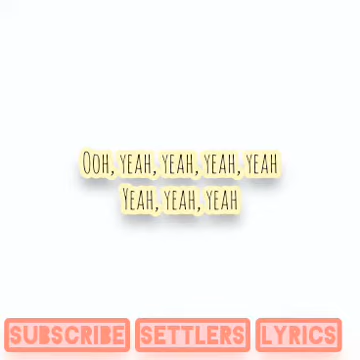 Ooh, yeah, yeah, yeah, yeah
Yeah, yeah, yeah
SUBSCRIBE SETTLERS LYRICS